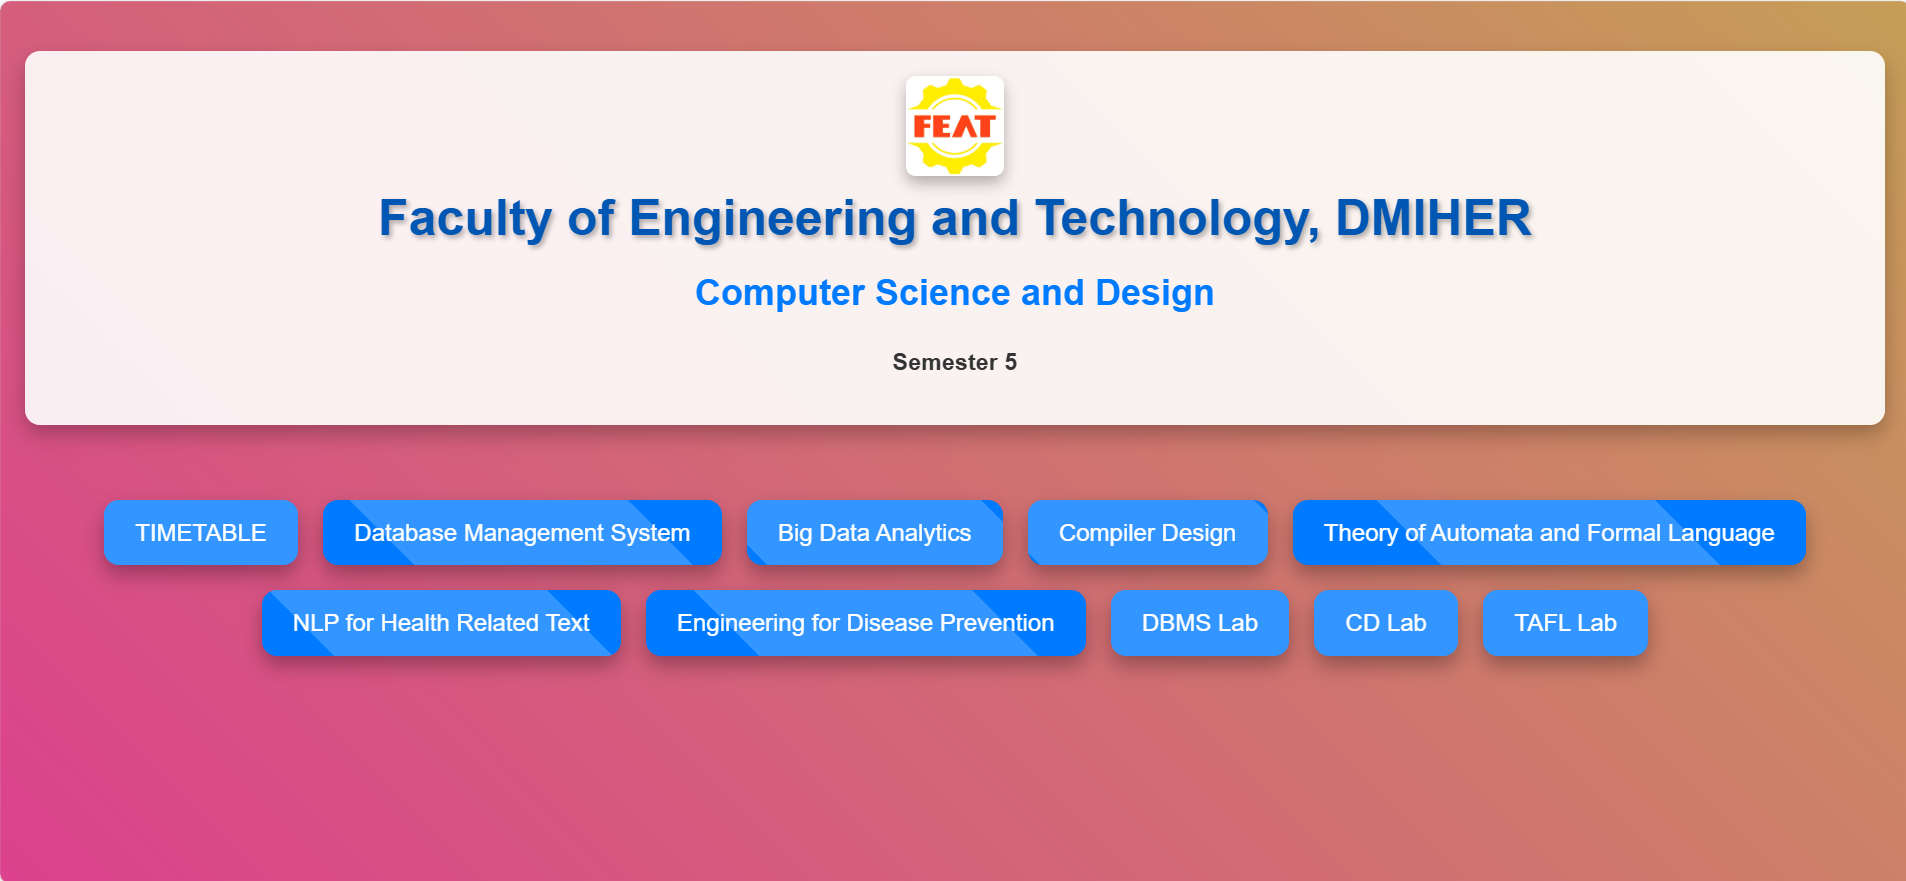 FEAT
Faculty of Engineering and Technology, DMIHER
Computer Science and Design
Semester 5
TIMETABLE
Database Management System
Big Data Analytics
Compiler Design
Theory of Automata and Formal Language
NLP for Health Related Text
Engineering for Disease Prevention
DBMS Lab
CD Lab
TAFL Lab